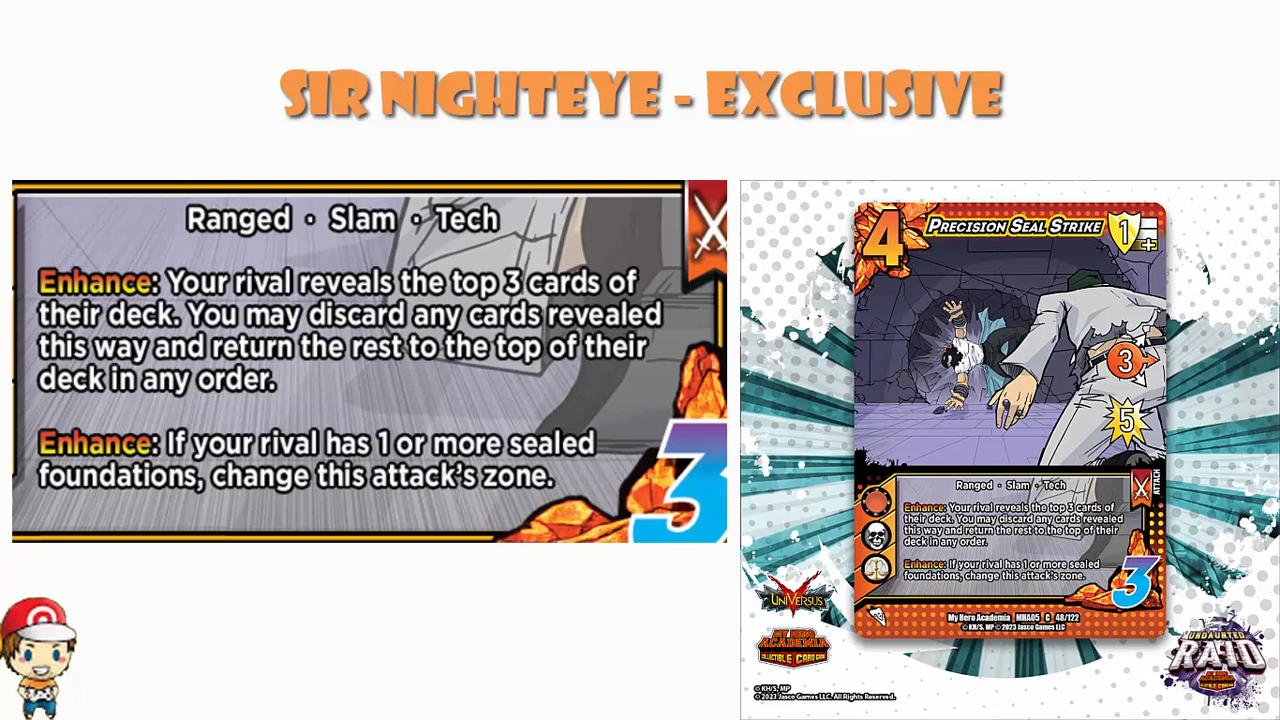 SIR NIGHTEYE - EXCLUSIVE
Ranged · Slam · Tech
Enhance: Your rival reveals the top 3 cards of
their deck. You may discard any cards revealed
this way and return the rest to the top of their
deck in any order.
Enhance: If your rival has 1 or more sealed
foundations, change this attack's zone.
3
4
PRECISION SEAL STRIKE
1
+
3
5
ATTACK
Ranged · Slam · Tech
Enhance: Your rival reveals the top 3 cards of
their deck. You may discard any cards revealed
this way and return the rest to the top of their
deck in any order.
Enhance: If your rival has 1 or more sealed
foundations, change this attack's zone.
3
My Hero Academia MHA05 C 48/122
© KH/S, MP © 2023 Jasco Games LLC
UNIVERSUS
MY HERO
ACADEMIA
COLLECTIBLE CARD GAME
UNDAUNTED
RAID
© KH/S, MP
© 2023 Jasco Games LLC. All Rights Reserved.